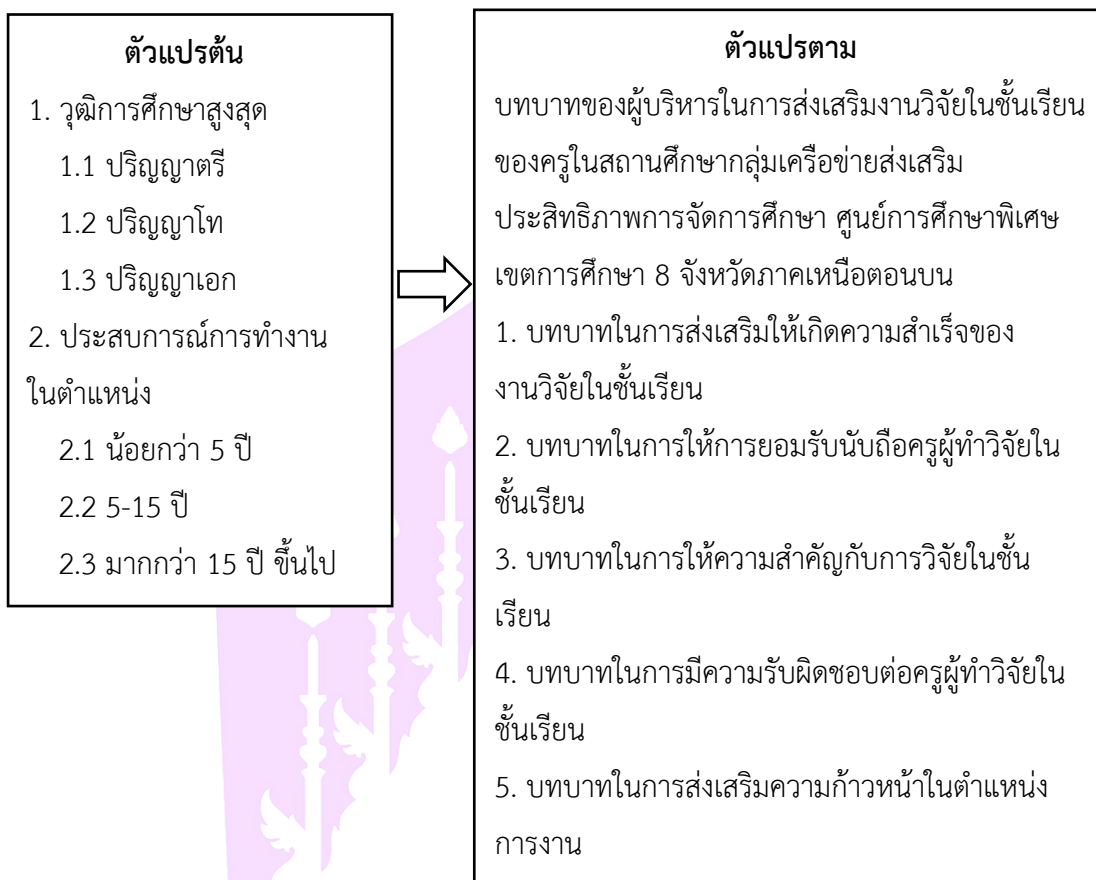 ตัวแปรต้น
1. วุฒิการศึกษาสูงสุด
1.1 ปริญญาตรี
1.2 ปริญญาโท
1.3 ปริญญาเอก
2. ประสบการณ์การทำงาน
ในตำแหน่ง
2.1 น้อยกว่า 5 ปี
2.2 5-15 ปี
2.3 มากกว่า 15 ปี ขึ้นไป
ตัวแปรตาม
บทบาทของผู้บริหารในการส่งเสริมงานวิจัยในชั้นเรียน
ของครูในสถานศึกษากลุ่มเครือข่ายส่งเสริม
ประสิทธิภาพการจัดการศึกษา ศูนย์การศึกษาพิเศษ
เขตการศึกษา 8 จังหวัดภาคเหนือตอนบน
1. บทบาทในการส่งเสริมให้เกิดความสำเร็จของ
งานวิจัยในชั้นเรียน
2. บทบาทในการให้การยอมรับนับถือครูผู้ทำวิจัยใน
ชั้นเรียน
3. บทบาทในการให้ความสำคัญกับการวิจัยในชั้น
เรียน
4. บทบาทในการมีความรับผิดชอบต่อครูผู้ทำวิจัยใน
ชั้นเรียน
5. บทบาทในการส่งเสริมความก้าวหน้าในตำแหน่ง
การงาน